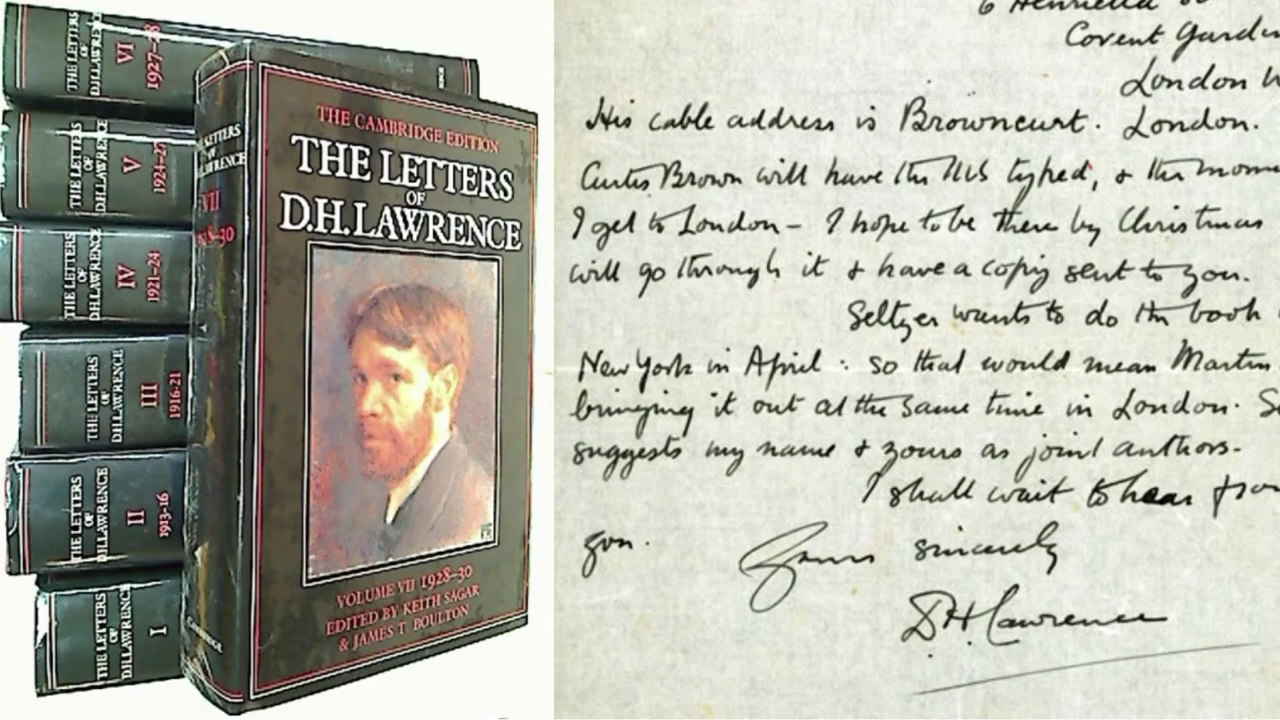 THE LETTERS
OF
D.H.LAWRENCE
VI
1927-28
THE LETTERS
OF
D.H.LAWRENCE
V
1924-27
THE LETTERS
OF
D.H.LAWRENCE
IV
1921-24
THE LETTERS
OF
D.H.LAWRENCE
III
1916-21
THE LETTERS
OF
D.H.LAWRENCE
II
1913-16
THE LETTERS
OF
D.H.LAWRENCE
I
LETTERS
OF
LAWRENCE
VII
Cambridge
THE CAMBRIDGE EDITION
THE LETTERS
OF
D.H.LAWRENCE
VOLUME VII 1928-30
EDITED BY KEITH SAGAR
& JAMES T. BOULTON
6 Henrietta
Covent Garde
London W
His cable address is Browncurt. London.
Curtis Brown will have the MS typed, & the mome
I get to London - I hope to be there by Christmas
will go through it & have a copy sent to you.
Seltzer wants to do the book
New York in April : so that would mean Martin
bringing it out at the same time in London. S
suggests my name & yours as joint authors.
I shall wait to hear from
you.
Yours sincerely
D.H. Lawrence